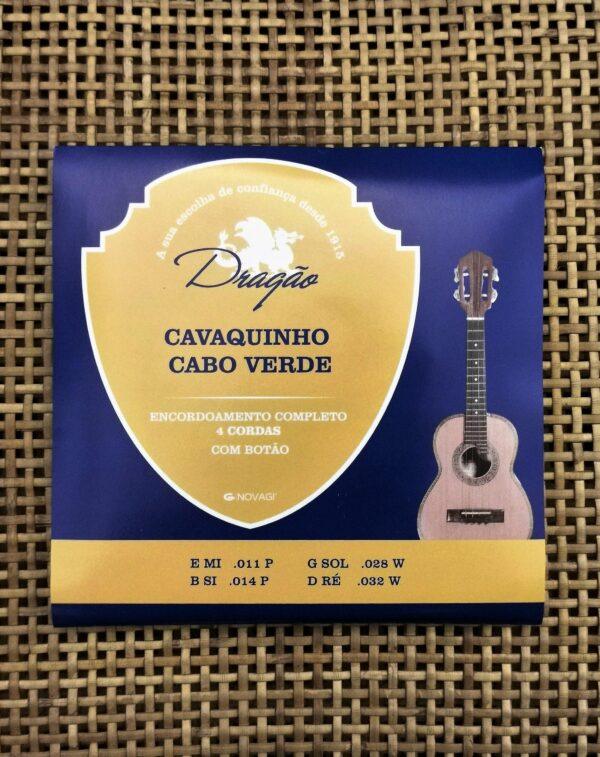 A sua escolha de confiança desde 1915
Dragão
CAVAQUINHO
CABO VERDE
ENCORDOAMENTO COMPLETO
4 CORDAS
COM BOTÃO
G NOVAGI
E MI .011 P G SOL .028 W
B SI .014 P D RÉ .032 W